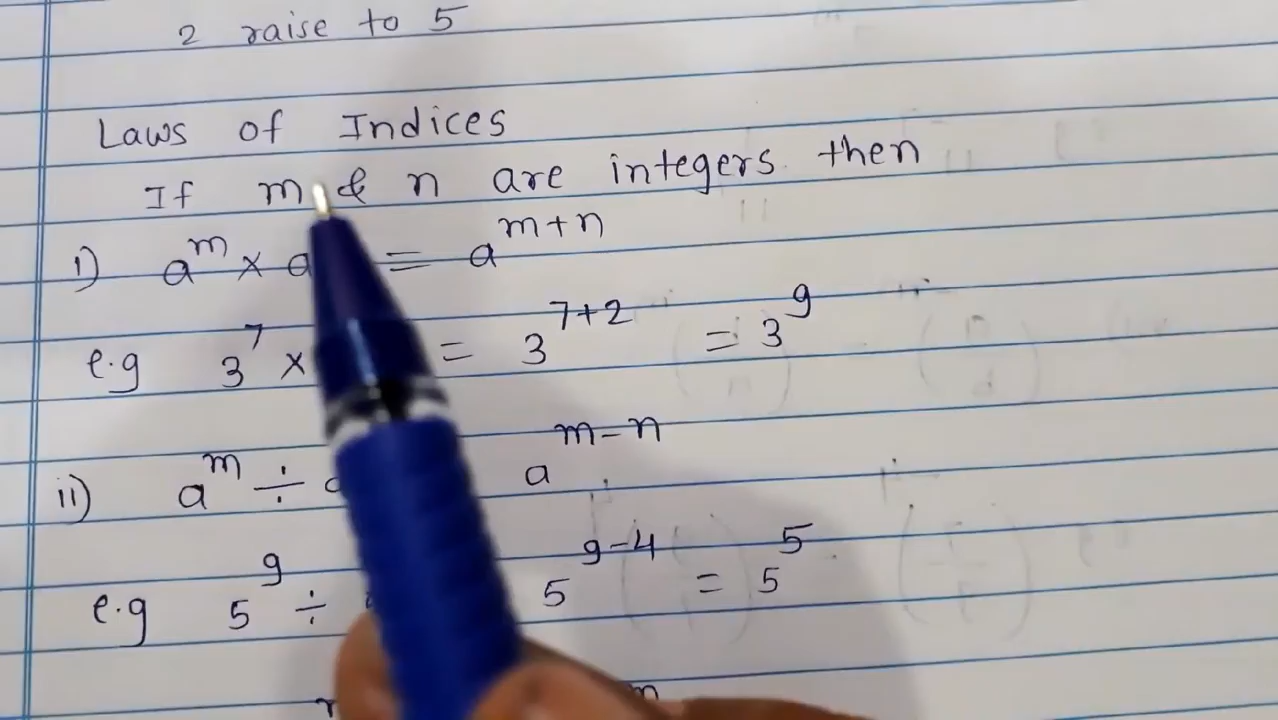 2 raise to 5
Laws of Indices
If m & n are integers then
i) a^m × a = a^(m+n)
e.g 3^7 × = 3^(7+2) = 3^9
ii) a^m ÷ a^(m-n)
e.g 5^9 ÷ 5^(9-4) = 5^5